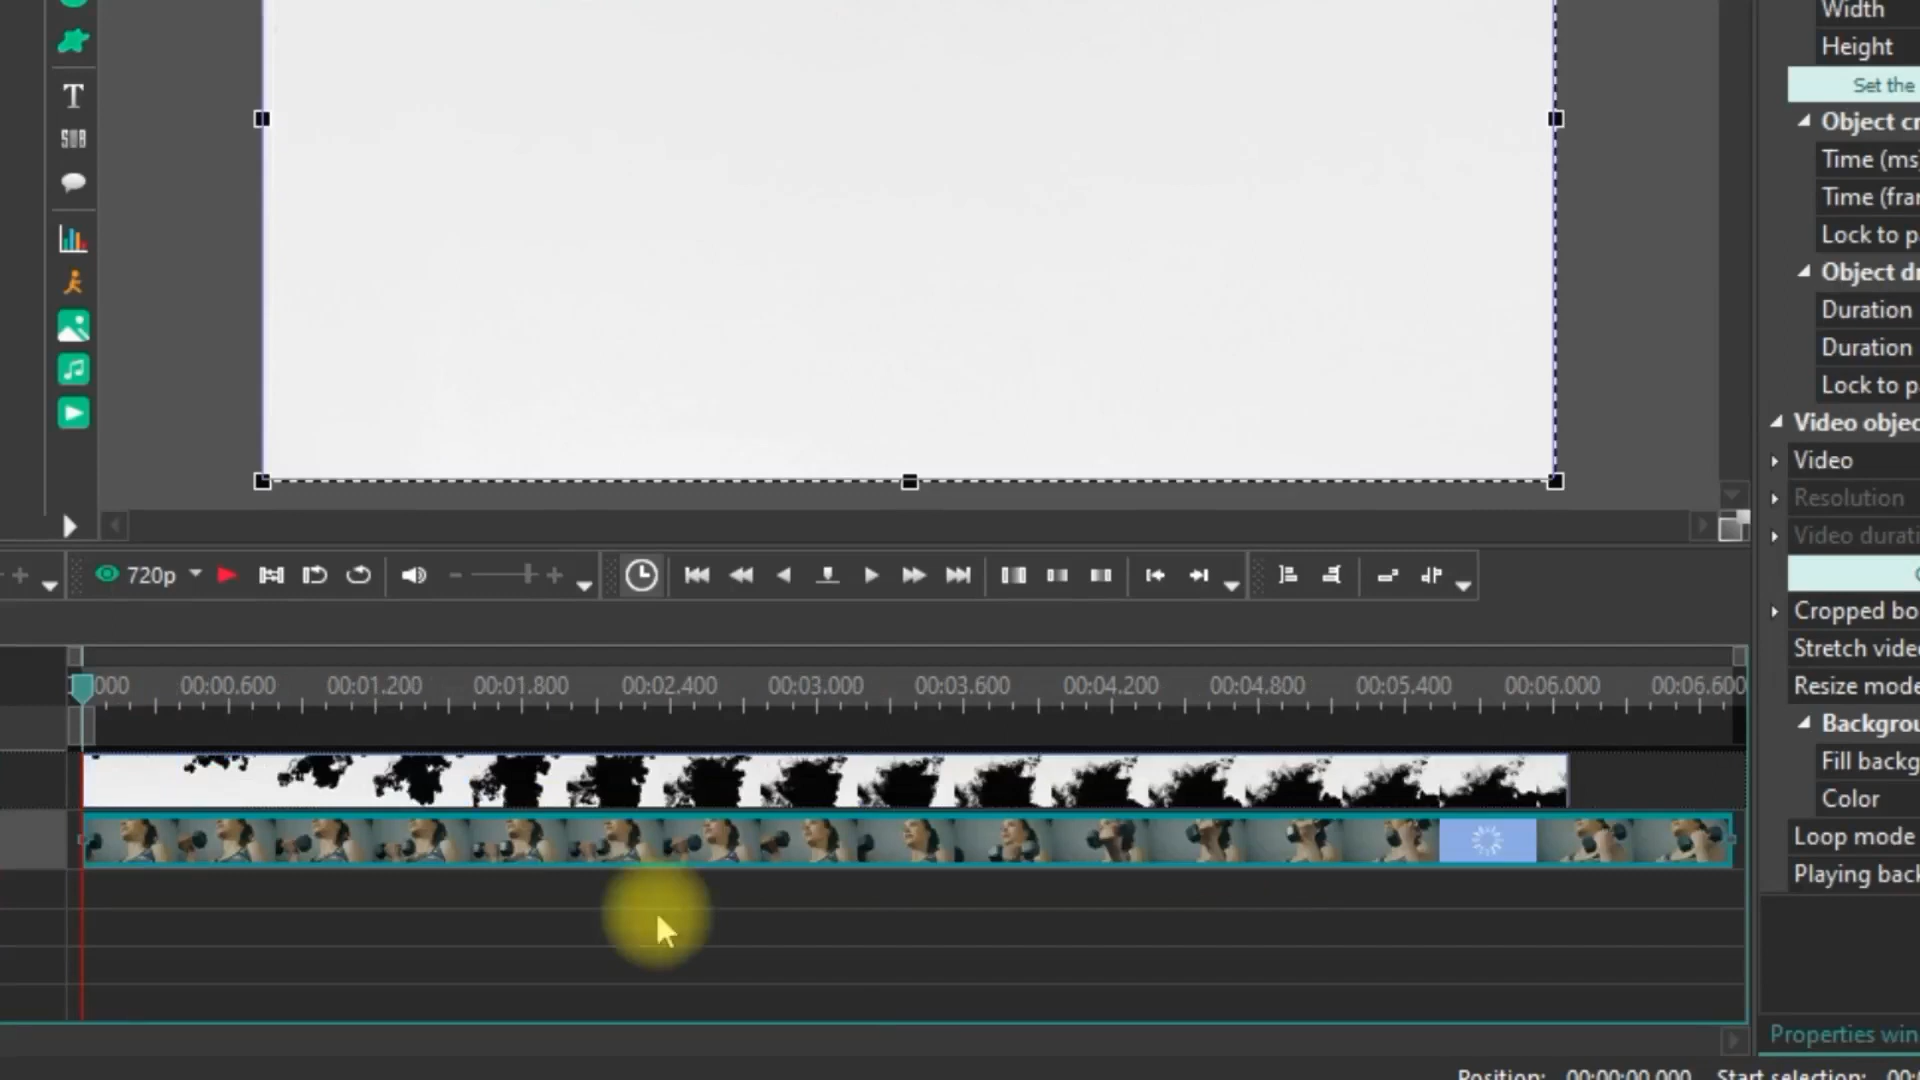 Width
Height
Set the
Object cr
Time (ms
Time (fran
Lock to p
Object du
Duration
Duration
Lock to p
Video objec
Video
Resolution
Video durati
Cropped bo
Stretch vide
Resize mode
Backgrou
Fill backg
Color
Loop mode
Playing back
Properties win
T
SUB
720p
000
00:00.600
00:01.200
00:01.800
00:02.400
00:03.000
00:03.600
00:04.200
00:04.800
00:05.400
00:06.000
00:06.600
Position: 00:00:00.000 Start selection: 00: